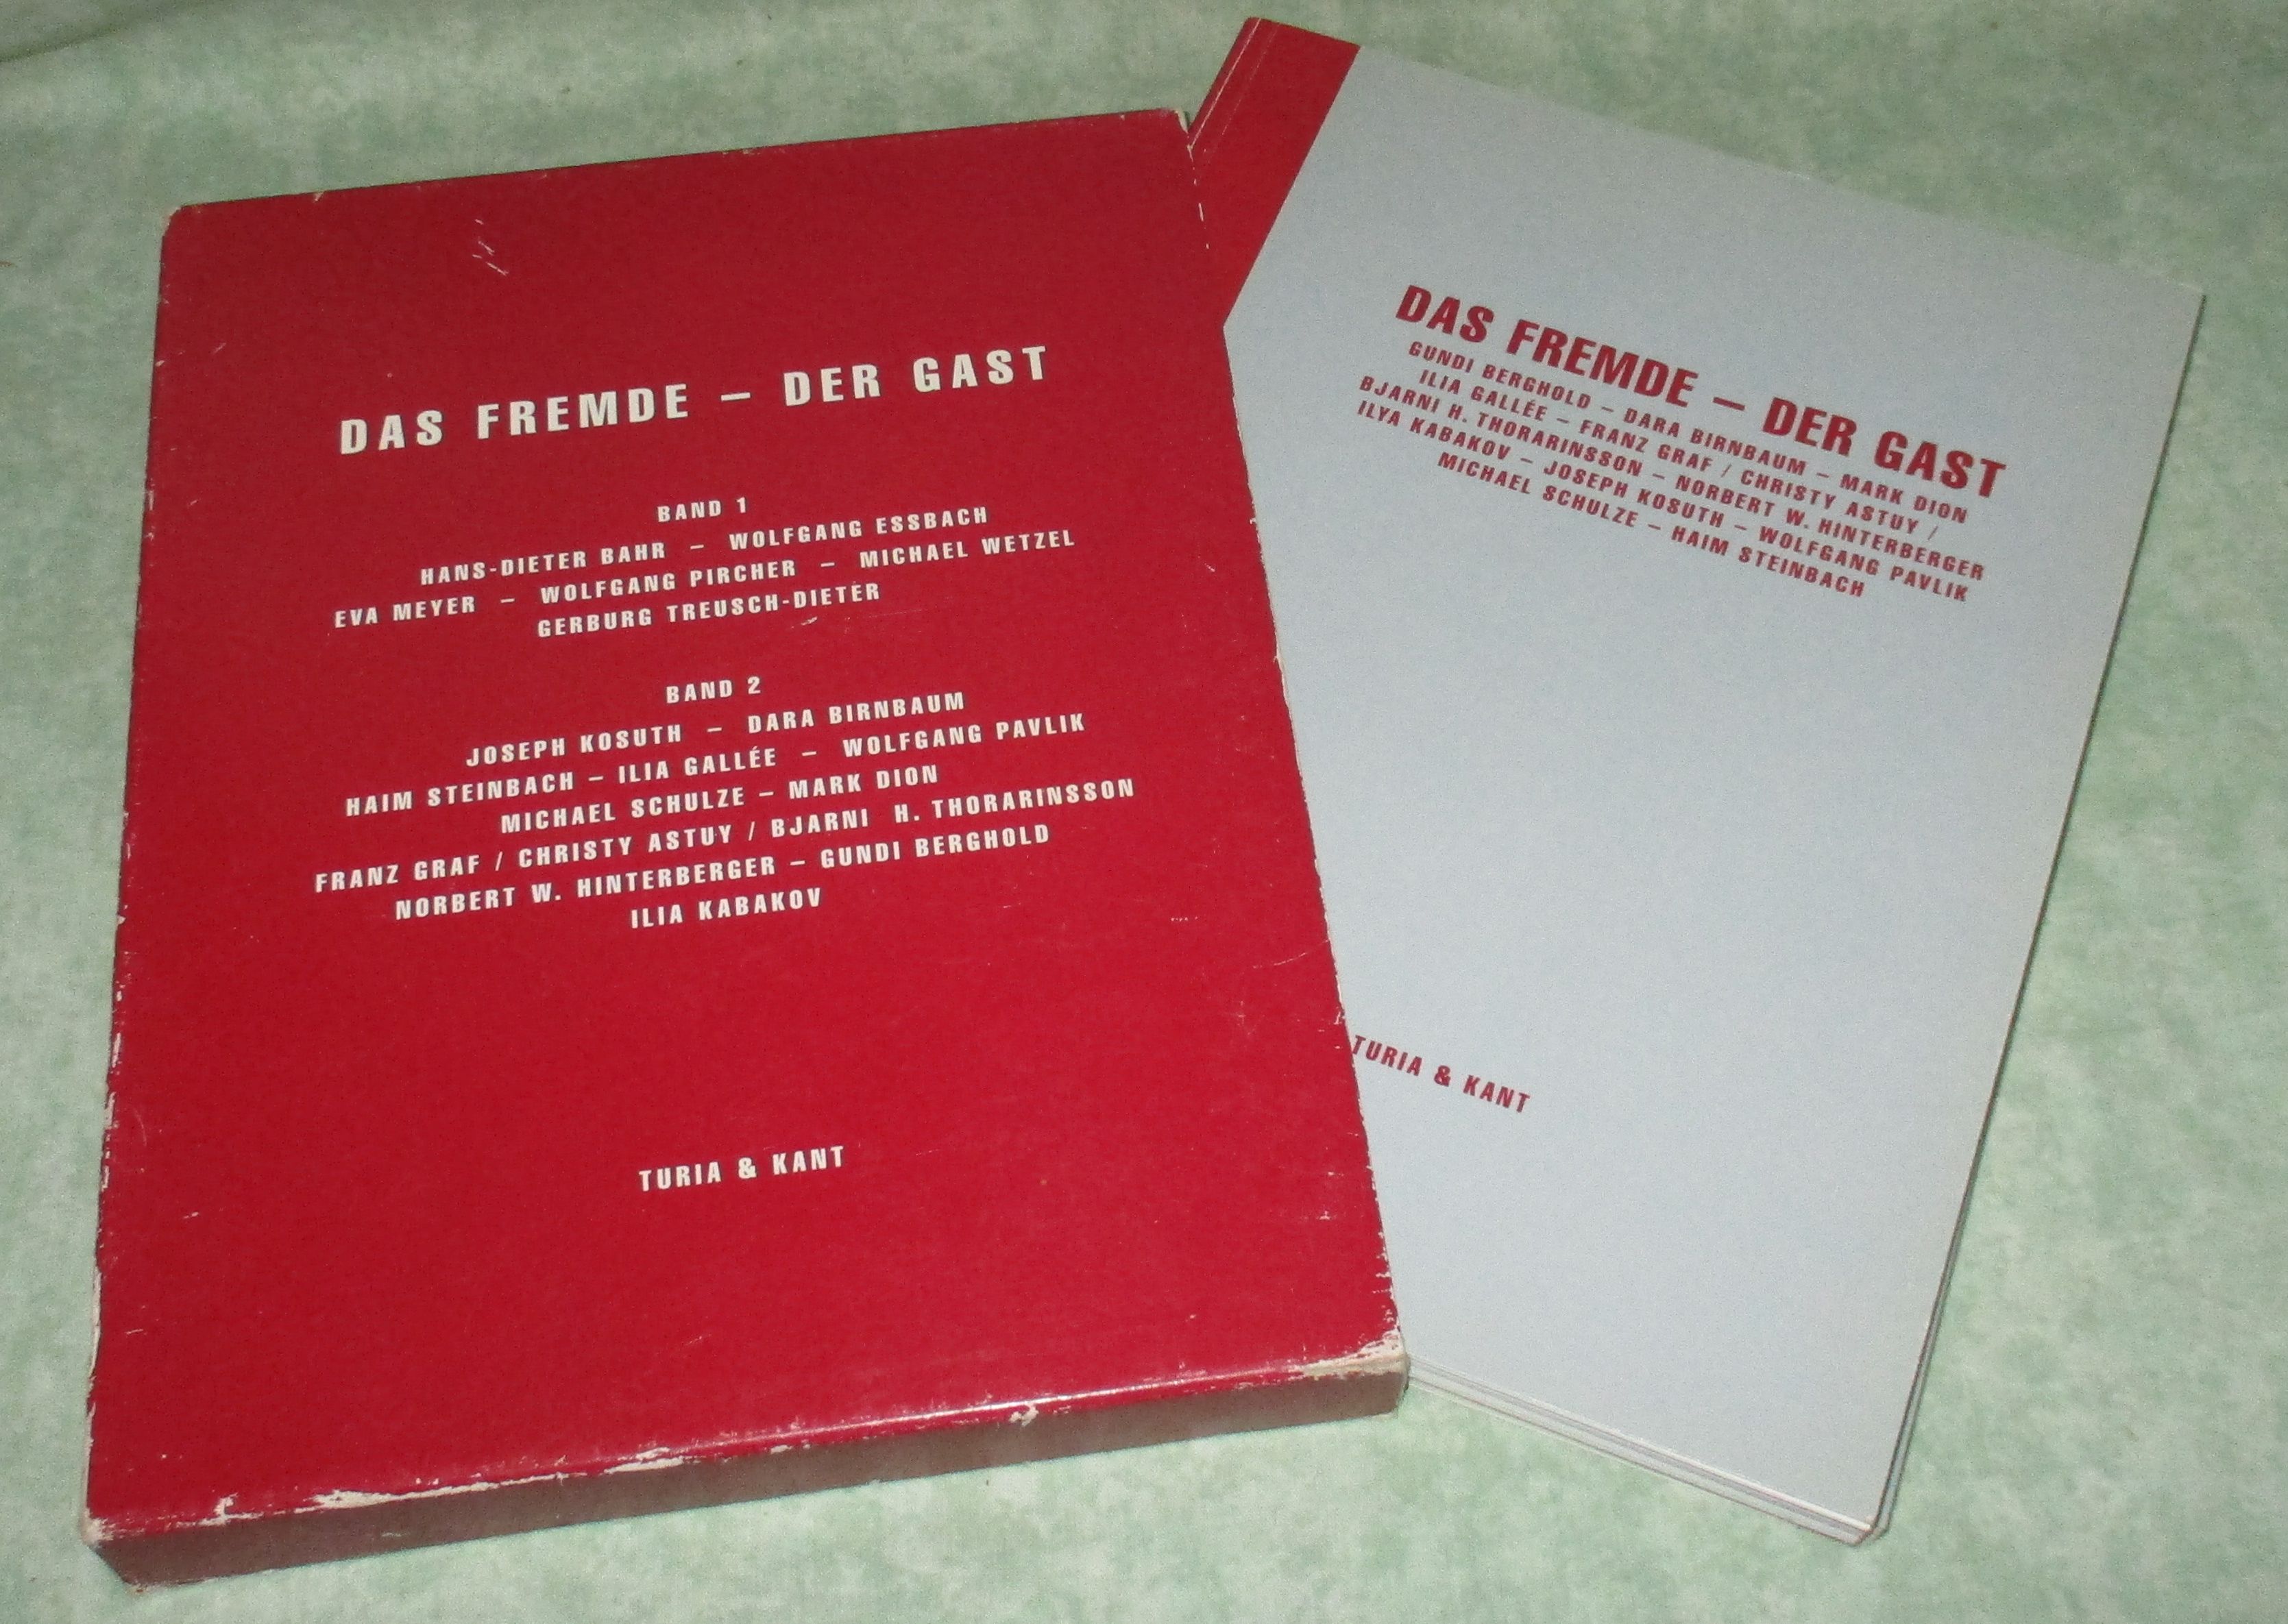 DAS FREMDE – DER GAST
BAND 1
HANS-DIETER BAHR – WOLFGANG ESSBACH
EVA MEYER – WOLFGANG PIRCHER – MICHAEL WETZEL
GERBURG TREUSCH-DIETER
BAND 2
JOSEPH KOSUTH – DARA BIRNBAUM
HAIM STEINBACH – ILIA GALLÉE – WOLFGANG PAVLIK
MICHAEL SCHULZE – MARK DION
FRANZ GRAF / CHRISTY ASTUY / BJARNI H. THORARINSSON
NORBERT W. HINTERBERGER – GUNDI BERGHOLD
ILIA KABAKOV
TURIA & KANT
DAS FREMDE – DER GAST
GUNDI BERGHOLD – DARA BIRNBAUM – MARK DION
ILIA GALLÉE – FRANZ GRAF / CHRISTY ASTUY /
BJARNI H. THORARINSSON – NORBERT W. HINTERBERGER
ILYA KABAKOV – JOSEPH KOSUTH – WOLFGANG PAVLIK
MICHAEL SCHULZE – HAIM STEINBACH
TURIA & KANT